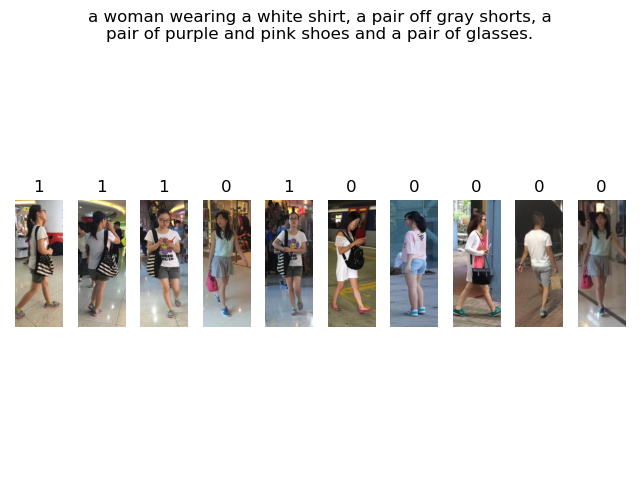 a woman wearing a white shirt, a pair off gray shorts, a
pair of purple and pink shoes and a pair of glasses.
1 1 1 0 1 0 0 0 0 0